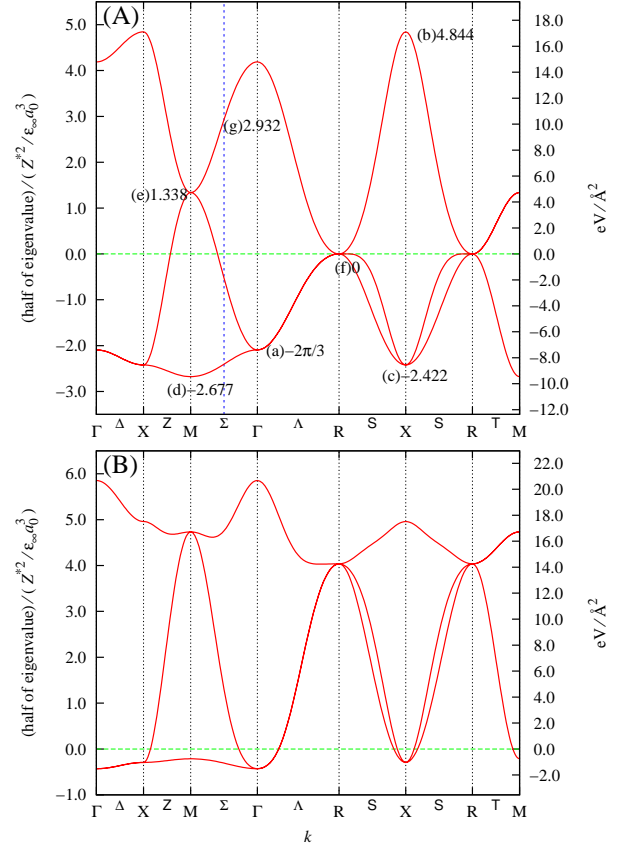 (A)
5.0
4.0
3.0
2.0
1.0
0.0
−1.0
−2.0
−3.0
(half of eigenvalue) / ( Z*2 / ε∞ a0^3 )
18.0
16.0
14.0
12.0
10.0
8.0
6.0
4.0
2.0
0.0
−2.0
−4.0
−6.0
−8.0
−10.0
−12.0
eV / Å2
(b)4.844
(g)2.932
(e)1.338
(f)0
(a)−2π/3
(d)−2.677
(c)−2.422
Γ Δ X Z M Σ Γ Λ R S X S R T M
(B)
6.0
5.0
4.0
3.0
2.0
1.0
0.0
−1.0
(half of eigenvalue) / ( Z*2 / ε∞ a0^3 )
22.0
20.0
18.0
16.0
14.0
12.0
10.0
8.0
6.0
4.0
2.0
0.0
−2.0
eV / Å2
Γ Δ X Z M Σ Γ Λ R S X S R T M
k